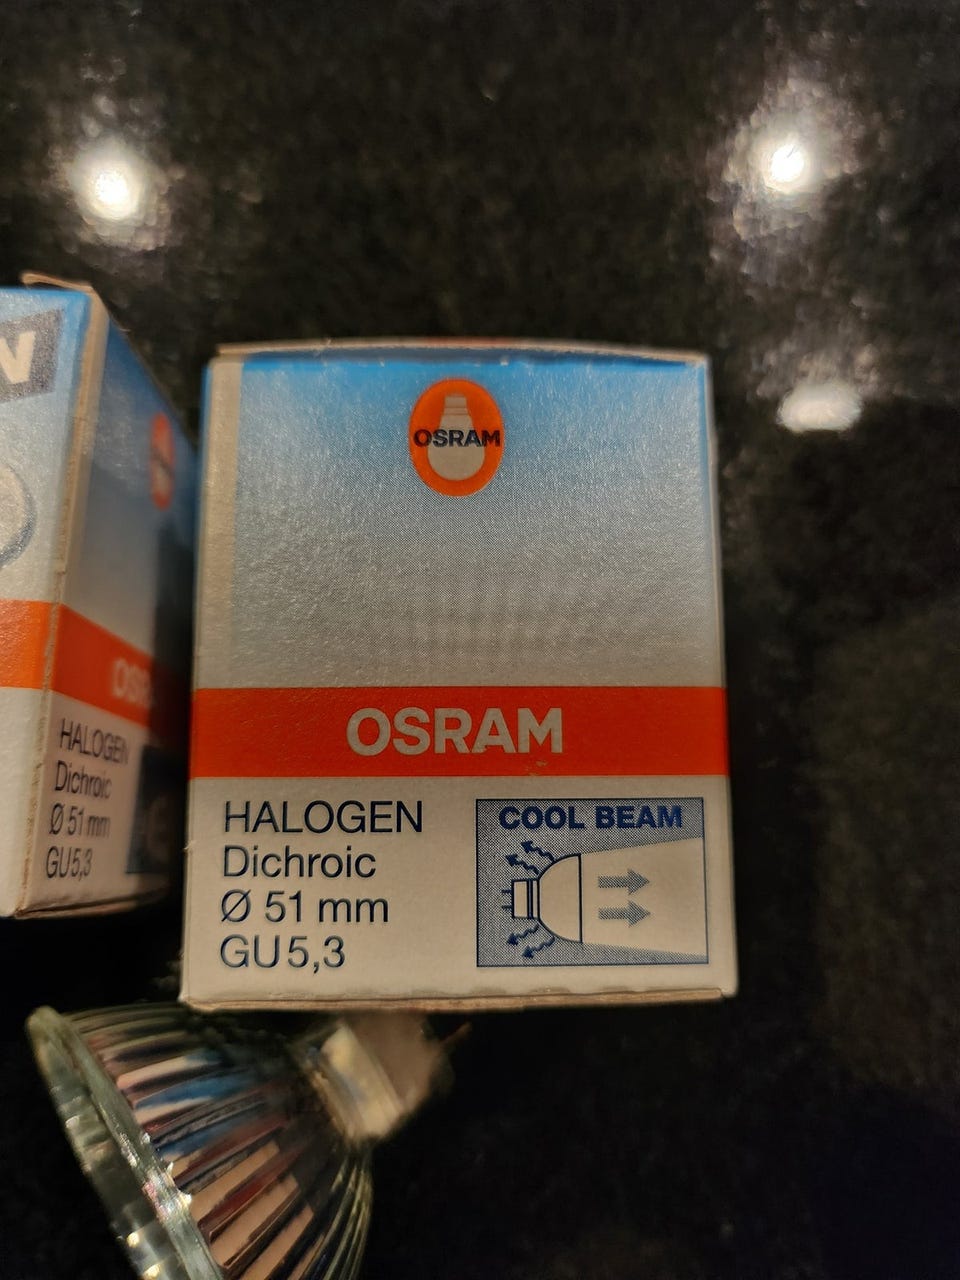 OSRAM
OSRAM
HALOGEN
Dichroic
Ø 51 mm
GU5,3
COOL BEAM
HALOGEN
Dichroic
Ø 51 mm
GU5,3